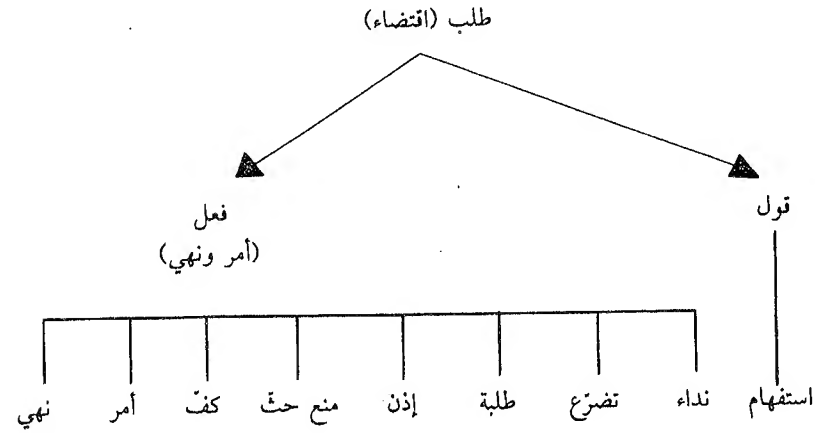 طلب (اقتضاء)
قول
فعل
(أمر ونهي)
استفهام نداء تضرّع طلبة إذن منع حثّ كفّ أمر نهي